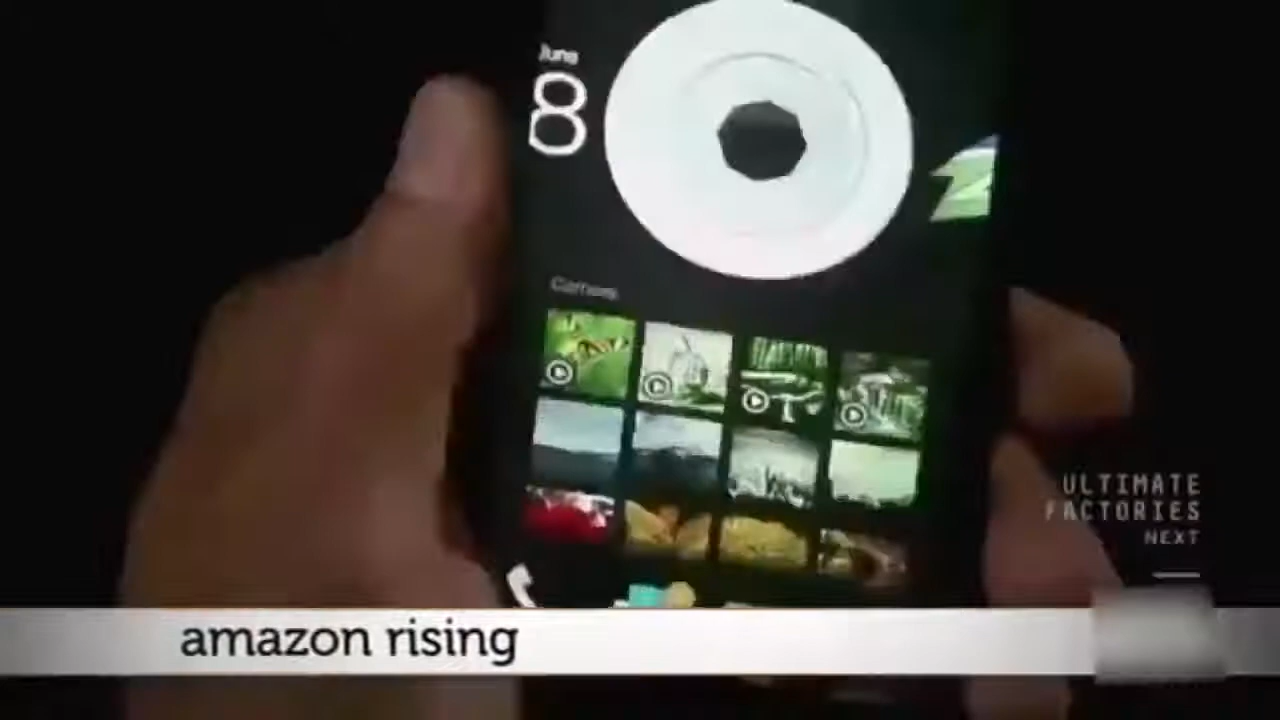 June
8
Camera
ULTIMATE
FACTORIES
NEXT
amazon rising